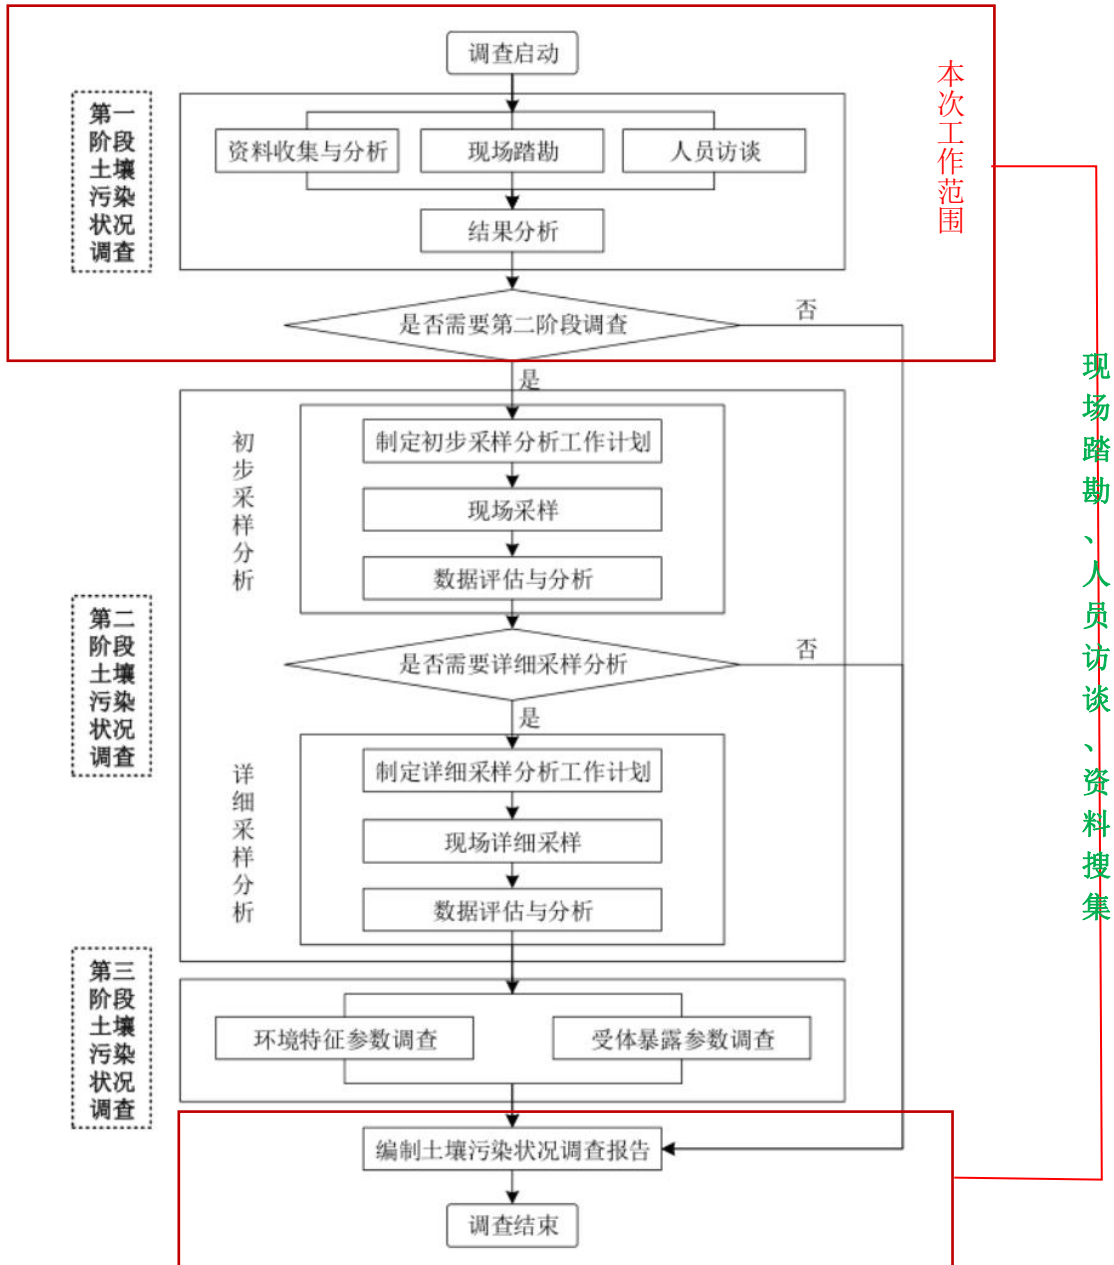 调查启动
本次工作范围
第一
阶段
土壤
污染
状况
调查
资料收集与分析
现场踏勘
人员访谈
结果分析
是否需要第二阶段调查
否
是
现场踏勘、人员访谈、资料搜集
初步采样分析
制定初步采样分析工作计划
现场采样
数据评估与分析
第二
阶段
土壤
污染
状况
调查
是否需要详细采样分析
否
是
详细采样分析
制定详细采样分析工作计划
现场详细采样
数据评估与分析
第三
阶段
土壤
污染
状况
调查
环境特征参数调查
受体暴露参数调查
编制土壤污染状况调查报告
调查结束